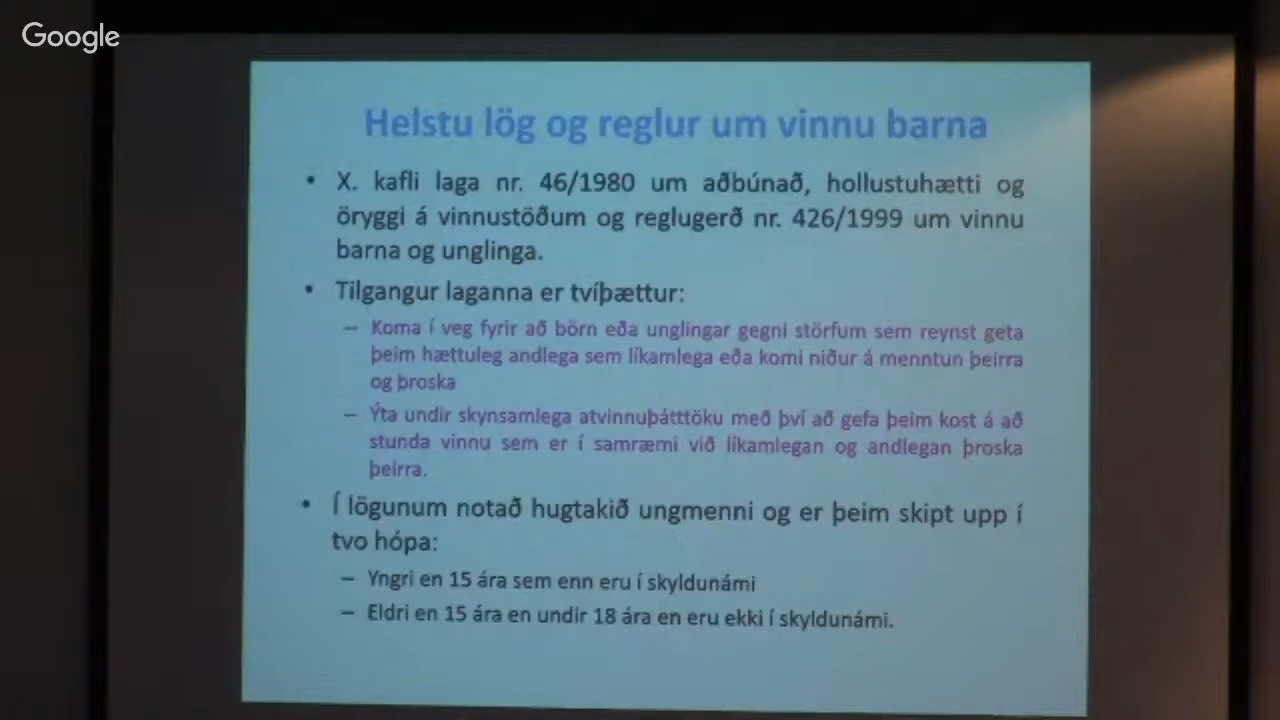 Google
Helstu lög og reglur um vinnu barna
• X. kafli laga nr. 46/1980 um aðbúnað, hollustuhætti og
öryggi á vinnustöðum og reglugerð nr. 426/1999 um vinnu
barna og unglinga.
• Tilgangur laganna er tvíþættur:
– Koma í veg fyrir að börn eða unglingar gegni störfum sem reynst geta
þeim hættuleg andlega sem líkamlega eða komi niður á menntun þeirra
og þroska
– Ýta undir skynsamlega atvinnuþátttöku með því að gefa þeim kost á að
stunda vinnu sem er í samræmi við líkamlegan og andlegan þroska
þeirra.
• Í lögunum notað hugtakið ungmenni og er þeim skipt upp í
tvo hópa:
– Yngri en 15 ára sem enn eru í skyldunámi
– Eldri en 15 ára en undir 18 ára en eru ekki í skyldunámi.